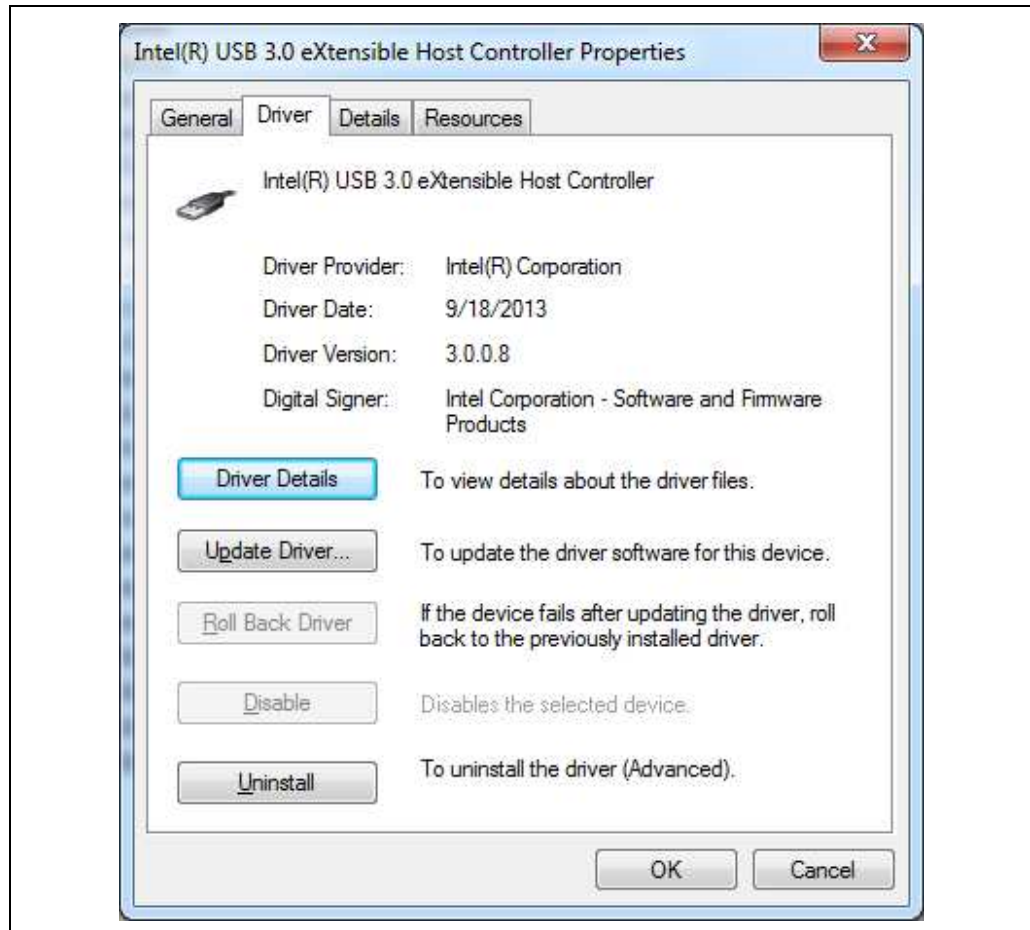 Intel(R) USB 3.0 eXtensible Host Controller Properties
General Driver Details Resources
Intel(R) USB 3.0 eXtensible Host Controller
Driver Provider: Intel(R) Corporation
Driver Date: 9/18/2013
Driver Version: 3.0.0.8
Digital Signer: Intel Corporation - Software and Firmware
Products
Driver Details To view details about the driver files.
Update Driver... To update the driver software for this device.
Roll Back Driver If the device fails after updating the driver, roll
back to the previously installed driver.
Disable Disables the selected device.
Uninstall To uninstall the driver (Advanced).
OK Cancel